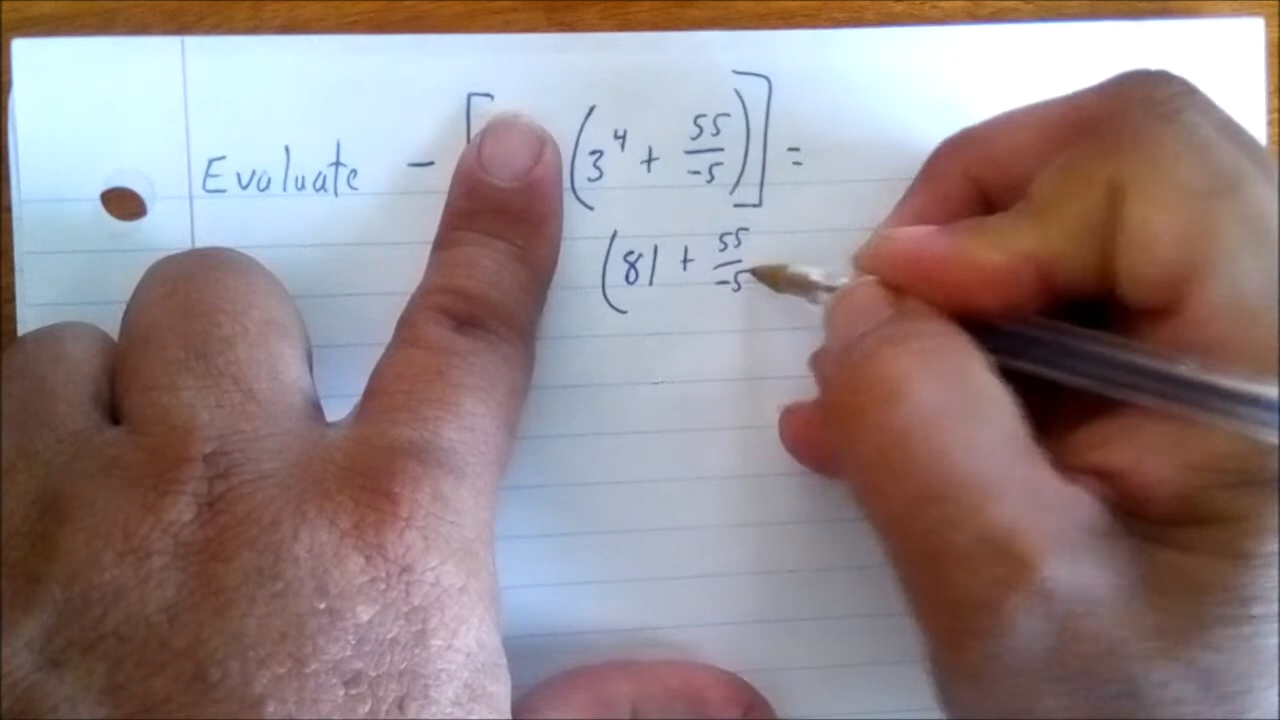 Evaluate - [ (3⁴ + 55/-5)] =
(81 + 55/-5